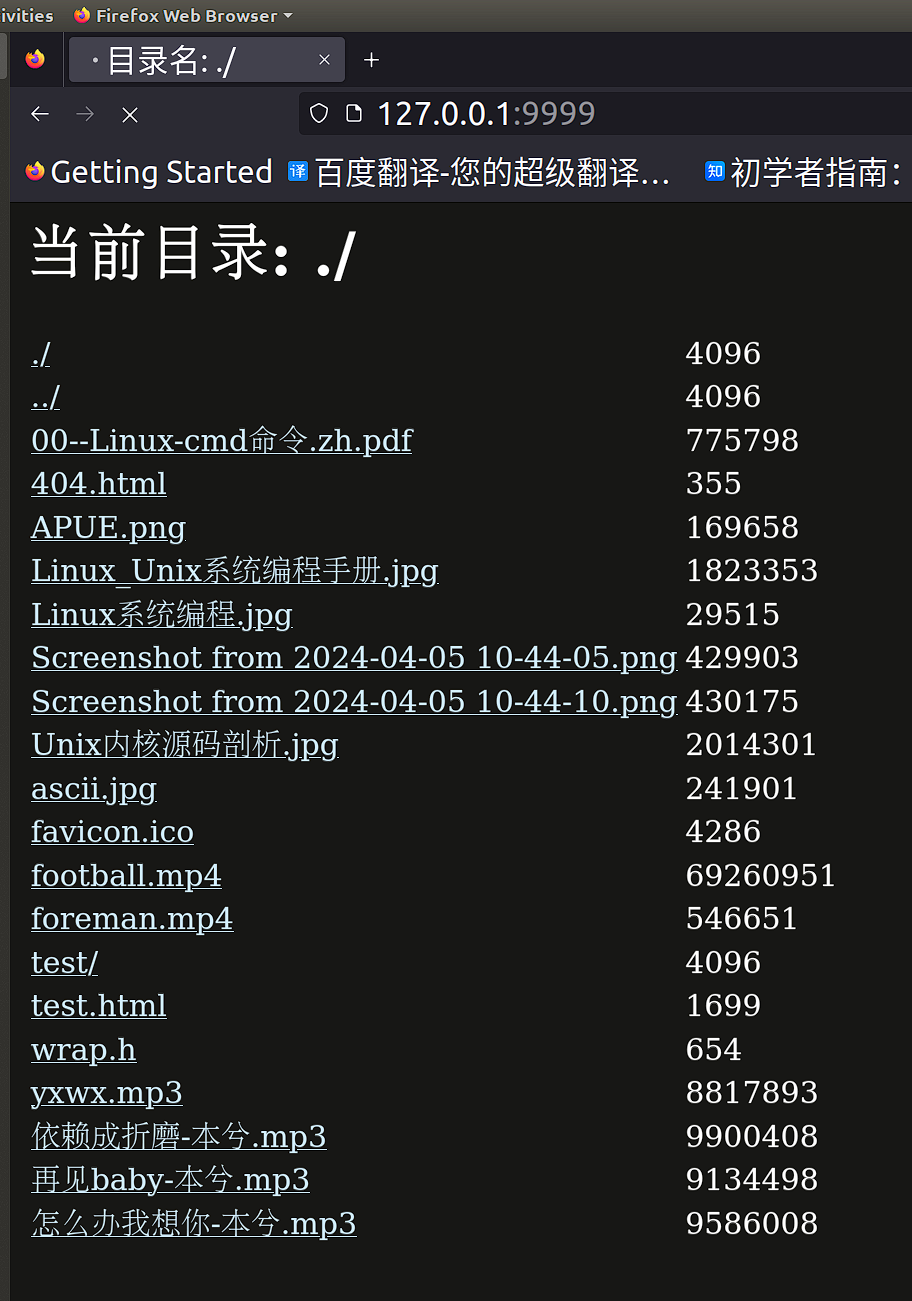 ivities Firefox Web Browser
目录名: ./
127.0.0.1:9999
Getting Started 译 百度翻译-您的超级翻译… 知 初学者指南：
当前目录: ./
./ 4096
../ 4096
00--Linux-cmd命令.zh.pdf 775798
404.html 355
APUE.png 169658
Linux_Unix系统编程手册.jpg 1823353
Linux系统编程.jpg 29515
Screenshot from 2024-04-05 10-44-05.png 429903
Screenshot from 2024-04-05 10-44-10.png 430175
Unix内核源码剖析.jpg 2014301
ascii.jpg 241901
favicon.ico 4286
football.mp4 69260951
foreman.mp4 546651
test/ 4096
test.html 1699
wrap.h 654
yxwx.mp3 8817893
依赖成折磨-本兮.mp3 9900408
再见baby-本兮.mp3 9134498
怎么办我想你-本兮.mp3 9586008